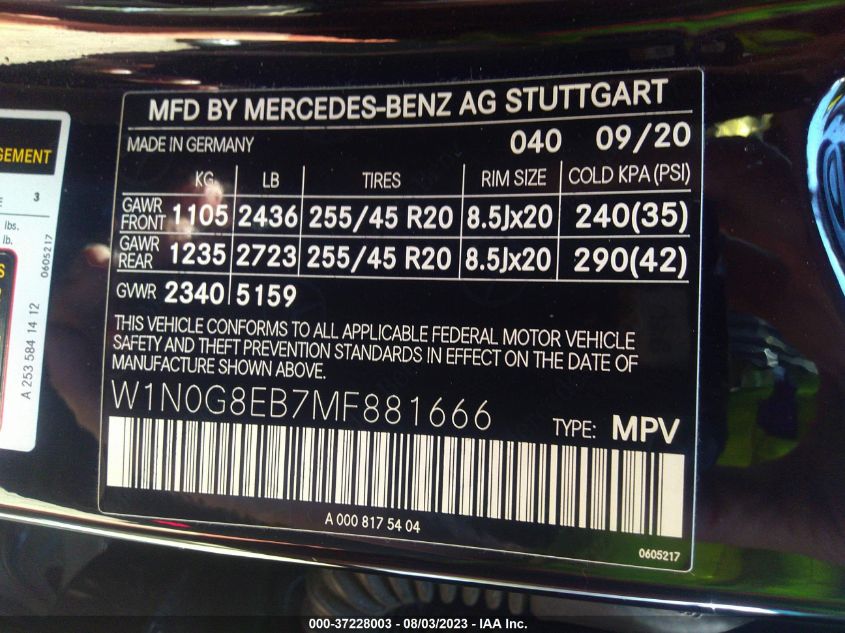 MFD BY MERCEDES-BENZ AG STUTTGART
MADE IN GERMANY 040 09/20
KG LB TIRES RIM SIZE COLD KPA (PSI)
GAWR FRONT 1105 2436 255/45 R20 8.5Jx20 240(35)
GAWR REAR 1235 2723 255/45 R20 8.5Jx20 290(42)
GVWR 2340 5159
THIS VEHICLE CONFORMS TO ALL APPLICABLE FEDERAL MOTOR VEHICLE
SAFETY AND THEFT PREVENTION STANDARDS IN EFFECT ON THE DATE OF
MANUFACTURE SHOWN ABOVE.
W1N0G8EB7MF881666
TYPE: MPV
A 000 817 54 04
0605217
GEMENT
3
lbs.
lb.
0605217
A 253 584 14 12
000-37228003 - 08/03/2023 - IAA Inc.